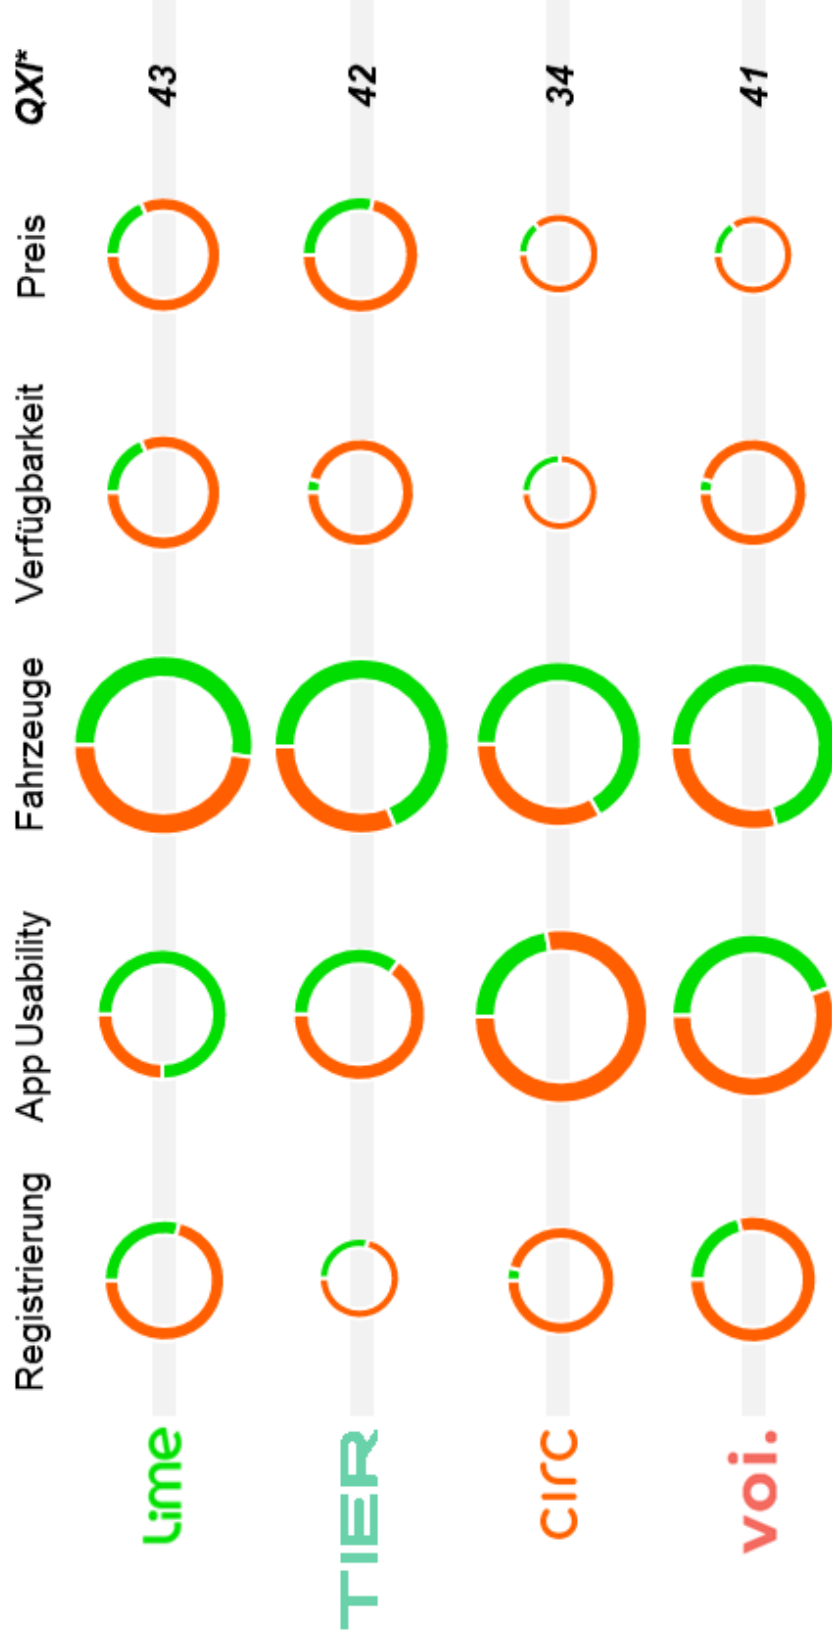 Registrierung App Usability Fahrzeuge Verfügbarkeit Preis QXI*
Lime 43
TIER 42
circ 34
voi. 41